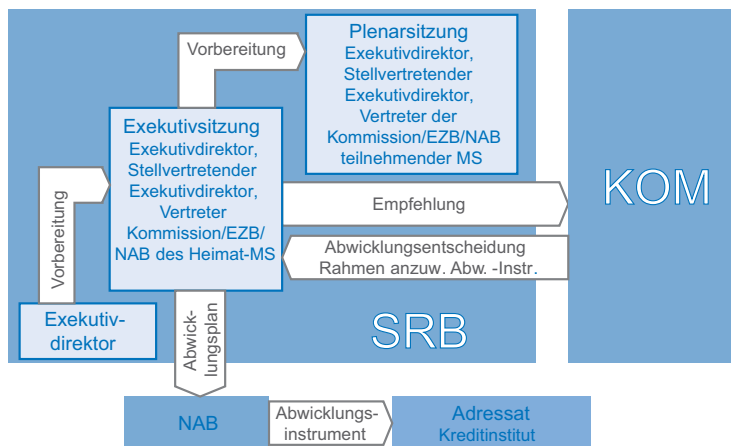 Vorbereitung
Plenarsitzung
Exekutivdirektor,
Stellvertretender
Exekutivdirektor,
Vertreter der
Kommission/EZB/NAB
teilnehmender MS
Exekutivsitzung
Exekutivdirektor,
Stellvertretender
Exekutivdirektor,
Vertreter
Kommission/EZB/
NAB des Heimat-MS
KOM
Empfehlung
Vorbereitung
Abwicklungsentscheidung
Rahmen anzuw. Abw. -Instr.
Exekutiv-
direktor
Abwick-
lungsplan
SRB
NAB
Abwicklungs-
instrument
Adressat
Kreditinstitut